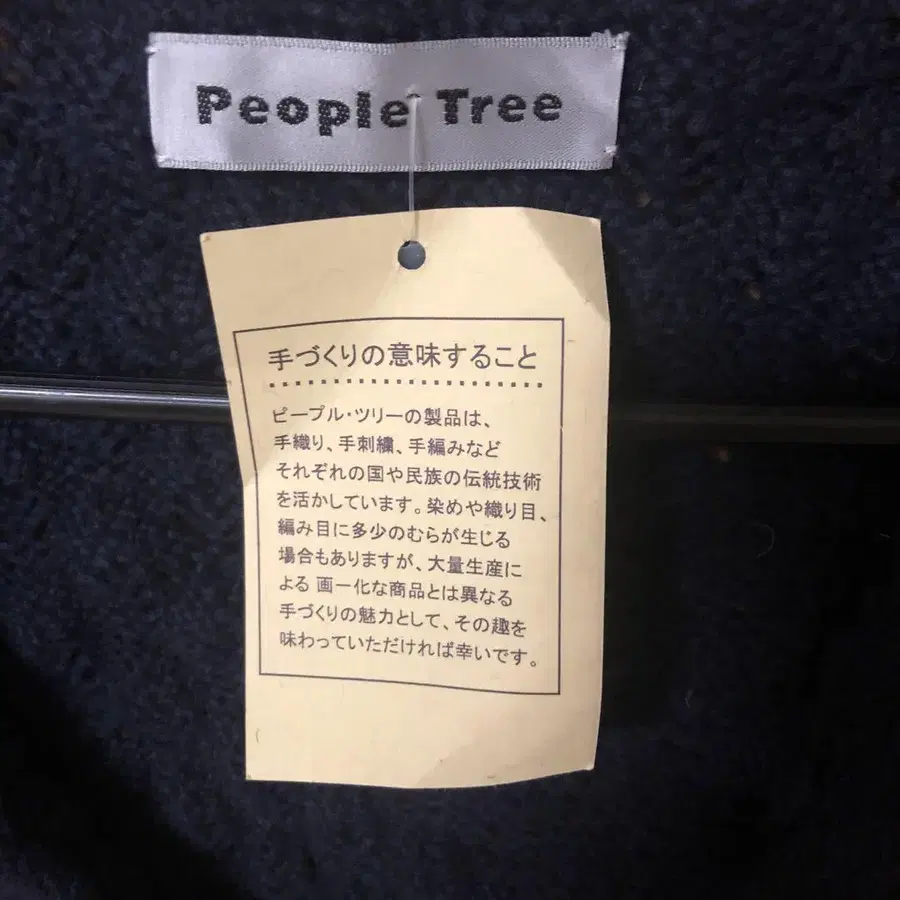 People Tree
手づくりの意味すること
ピープル・ツリーの製品は、
手織り、手刺繍、手編みなど
それぞれの国や民族の伝統技術
を活かしています。染めや織り目、
編み目に多少のむらが生じる
場合もありますが、大量生産に
よる 画一化な商品とは異なる
手づくりの魅力として、その趣を
味わっていただければ幸いです。